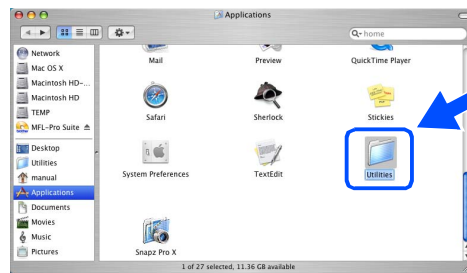 Applications
Q- home
Network
Mac OS X
Macintosh HD-...
Macintosh HD
TEMP
MFL-Pro Suite
Desktop
Utilities
manual
Applications
Documents
Movies
Music
Pictures
Mail
Preview
QuickTime Player
Safari
Sherlock
Stickies
System Preferences
TextEdit
Utilities
Snapz Pro X
1 of 27 selected, 11.36 GB available